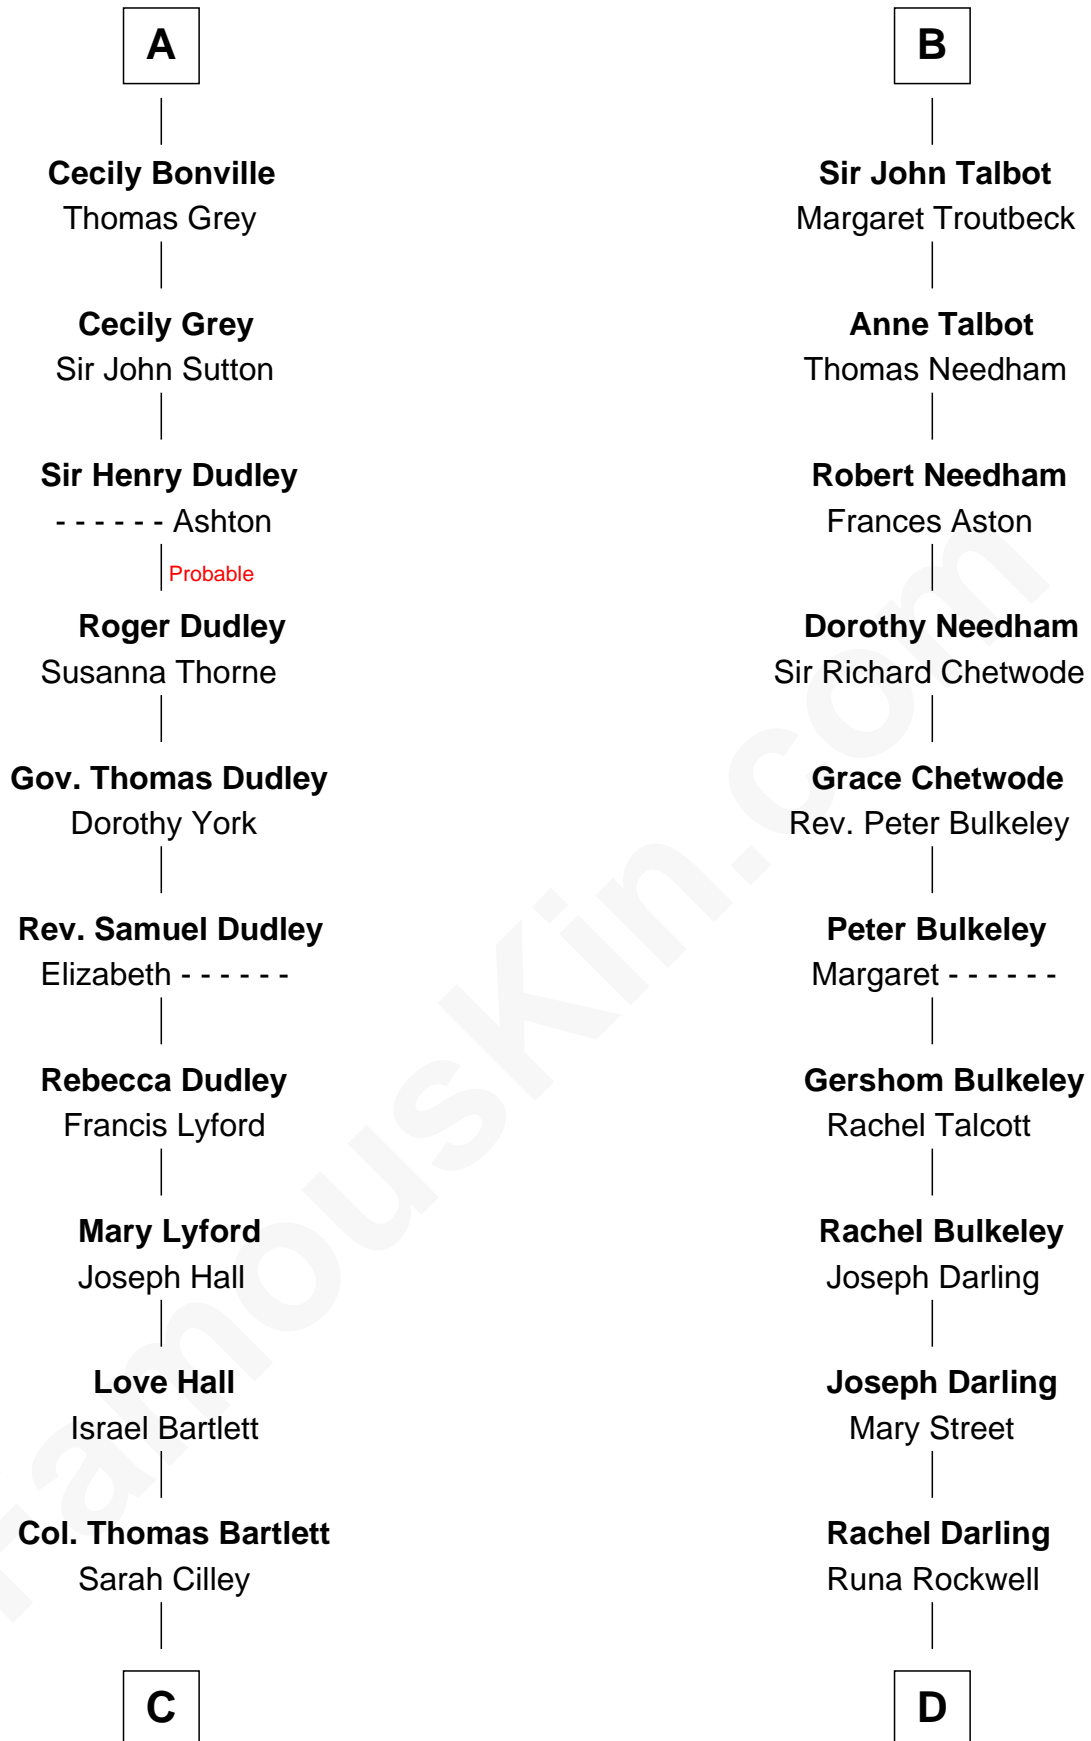 A
Cecily Bonville
Thomas Grey
Cecily Grey
Sir John Sutton
Sir Henry Dudley
- - - - - - Ashton
Probable
Roger Dudley
Susanna Thorne
Gov. Thomas Dudley
Dorothy York
Rev. Samuel Dudley
Elizabeth - - - - - -
Rebecca Dudley
Francis Lyford
Mary Lyford
Joseph Hall
Love Hall
Israel Bartlett
Col. Thomas Bartlett
Sarah Cilley
C
B
Sir John Talbot
Margaret Troutbeck
Anne Talbot
Thomas Needham
Robert Needham
Frances Aston
Dorothy Needham
Sir Richard Chetwode
Grace Chetwode
Rev. Peter Bulkeley
Peter Bulkeley
Margaret - - - - - -
Gershom Bulkeley
Rachel Talcott
Rachel Bulkeley
Joseph Darling
Joseph Darling
Mary Street
Rachel Darling
Runa Rockwell
D
FamousKin.com